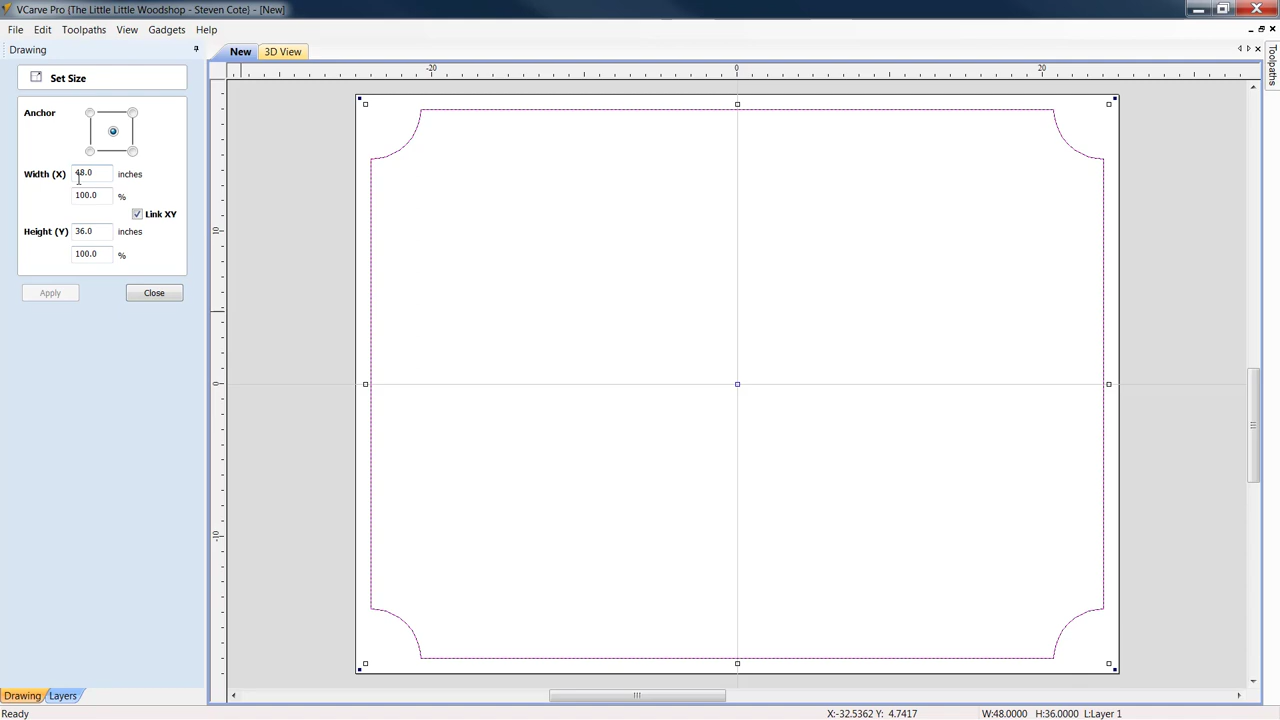 VCarve Pro {The Little Little Woodshop - Steven Cote} - [New]
File Edit Toolpaths View Gadgets Help
Drawing
New 3D View
Set Size
-20 0 20
Anchor
Width (X) 48.0 inches
100.0 %
Link XY
Height (Y) 36.0 inches
100.0 %
Apply Close
10
0
-10
Toolpaths
Drawing Layers
Ready X:-32.5362 Y: 4.7417 W:48.0000 H:36.0000 L:Layer 1